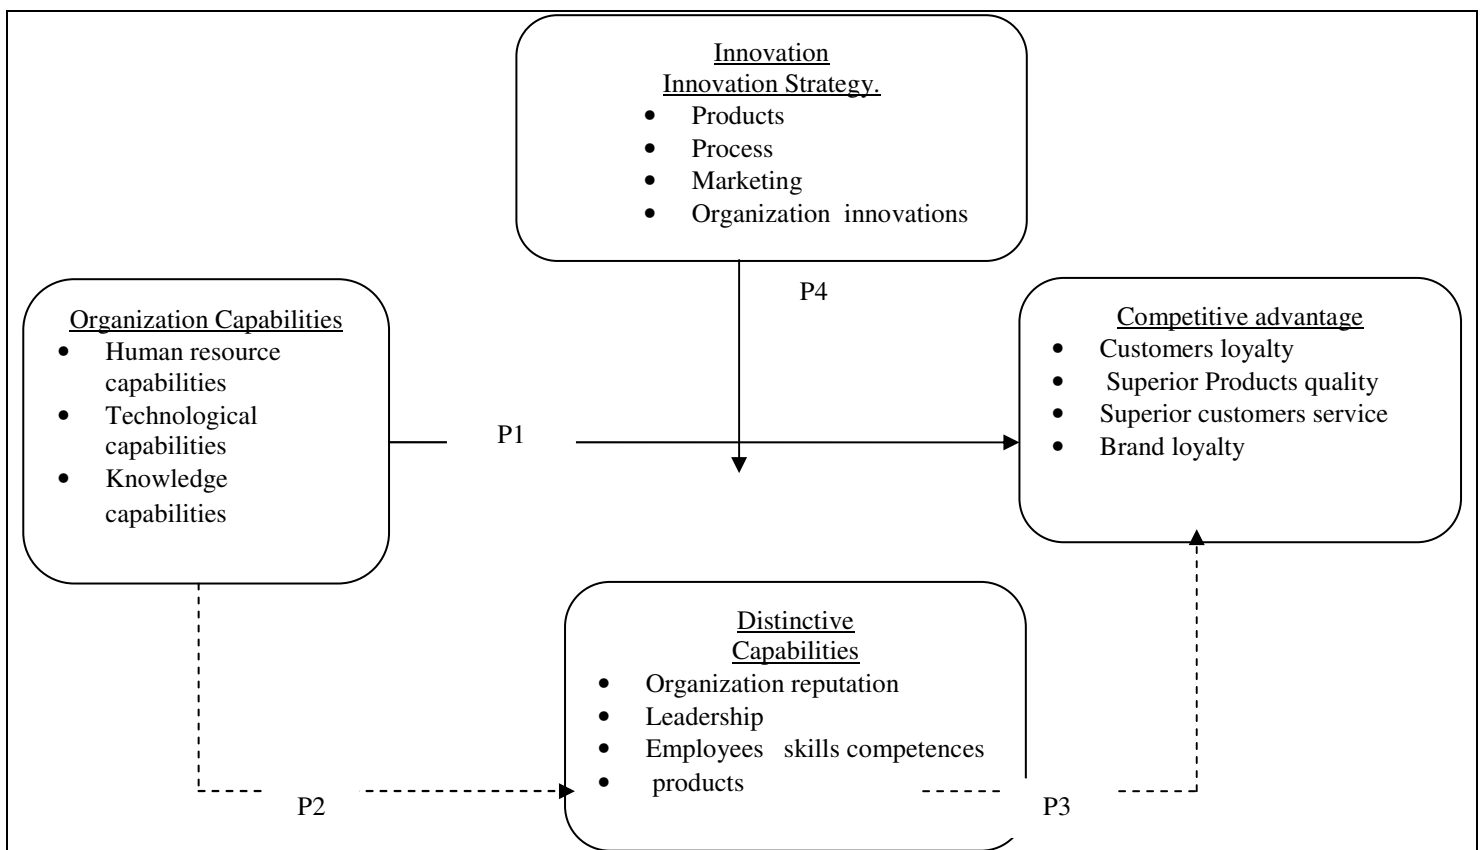 Innovation
Innovation Strategy.
• Products
• Process
• Marketing
• Organization innovations
P4
Organization Capabilities
• Human resource
capabilities
• Technological
capabilities
• Knowledge
capabilities
P1
Competitive advantage
• Customers loyalty
• Superior Products quality
• Superior customers service
• Brand loyalty
Distinctive
Capabilities
• Organization reputation
• Leadership
• Employees skills competences
• products
P2
P3